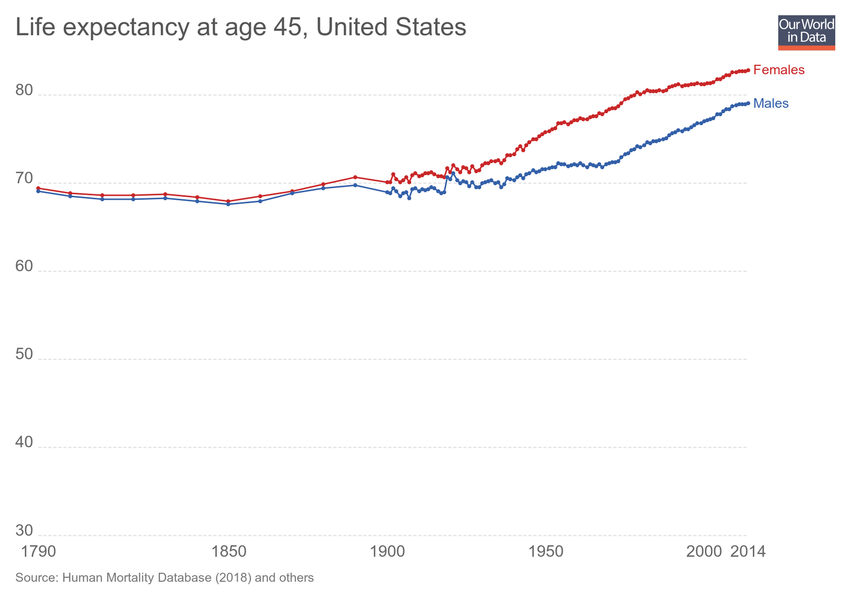 Life expectancy at age 45, United States
Our World
in Data
Females
80
Males
70
60
50
40
30
1790 1850 1900 1950 2000 2014
Source: Human Mortality Database (2018) and others